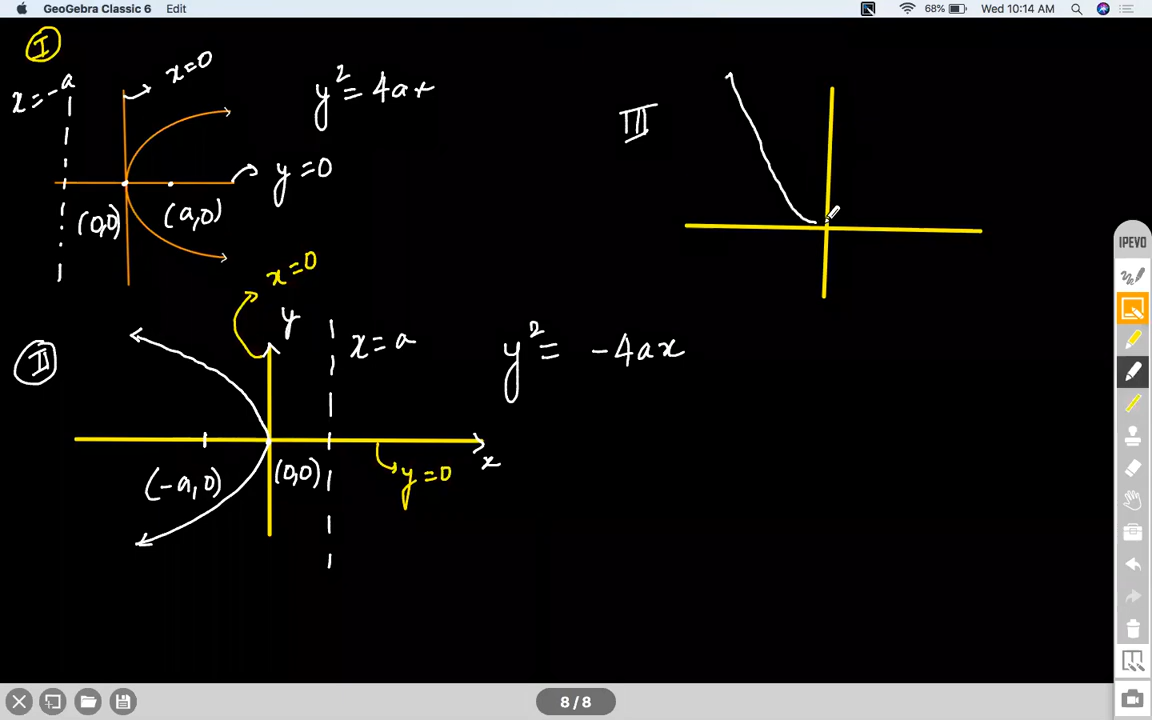 GeoGebra Classic 6 Edit 68% Wed 10:14 AM
I
x = -a
x=0
y² = 4ax
y = 0
(0,0) (a,0)
III
x = 0
II
y
x = a
y² = -4ax
x
(-a,0) (0,0)
y = 0
IPEVO
8 / 8